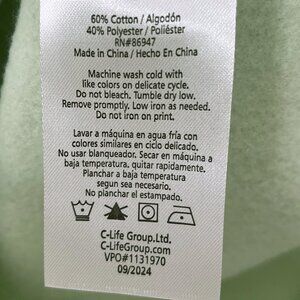 60% Cotton / Algodón
40% Polyester / Poliéster
RN#86947
Made in China / Hecho En China
Machine wash cold with
like colors on delicate cycle.
Do not bleach. Tumble dry low.
Remove promptly. Low iron as needed.
Do not iron on print.
Lavar a máquina en agua fría con
colores similares en ciclo delicado.
No usar blanqueador. Secar en máquina a
baja temperatura. quitar rapidamente.
Planchar a baja temperatura
segun sea necesario.
No planchar el estampado.
C-Life Group.Ltd.
C-LifeGroup.com
VPO#1131970
09/2024